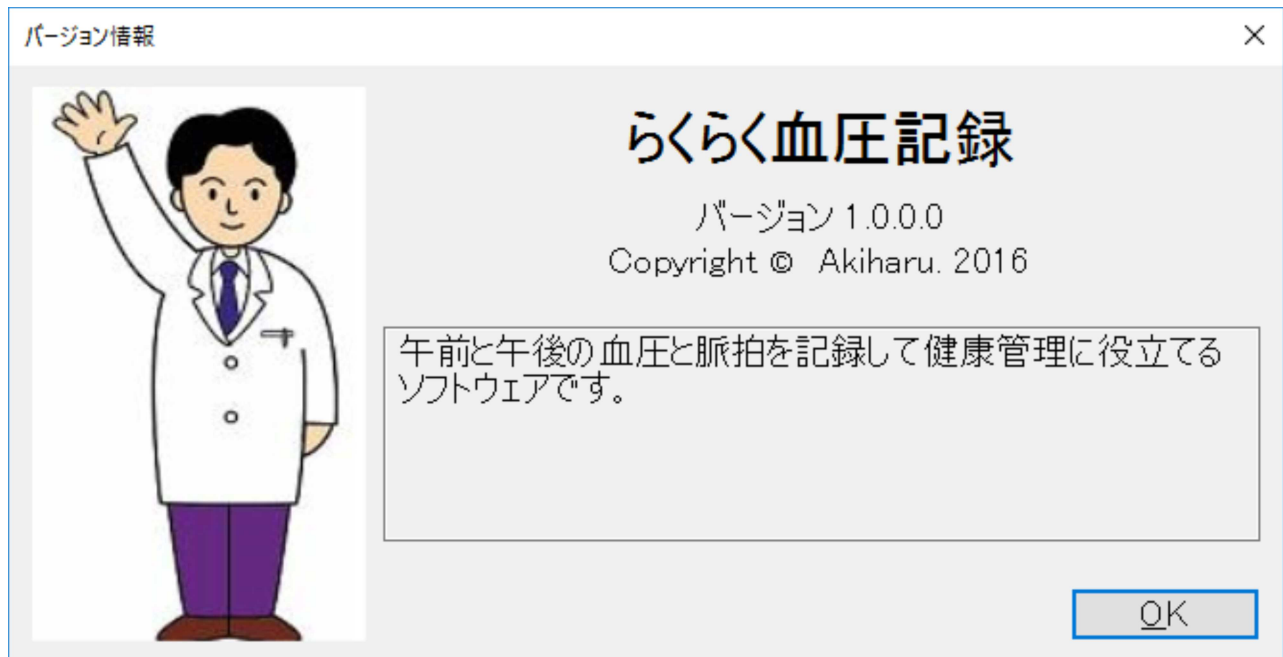 バージョン情報
らくらく血圧記録
バージョン 1.0.0.0
Copyright © Akiharu. 2016
午前と午後の血圧と脈拍を記録して健康管理に役立てる
ソフトウェアです。
OK